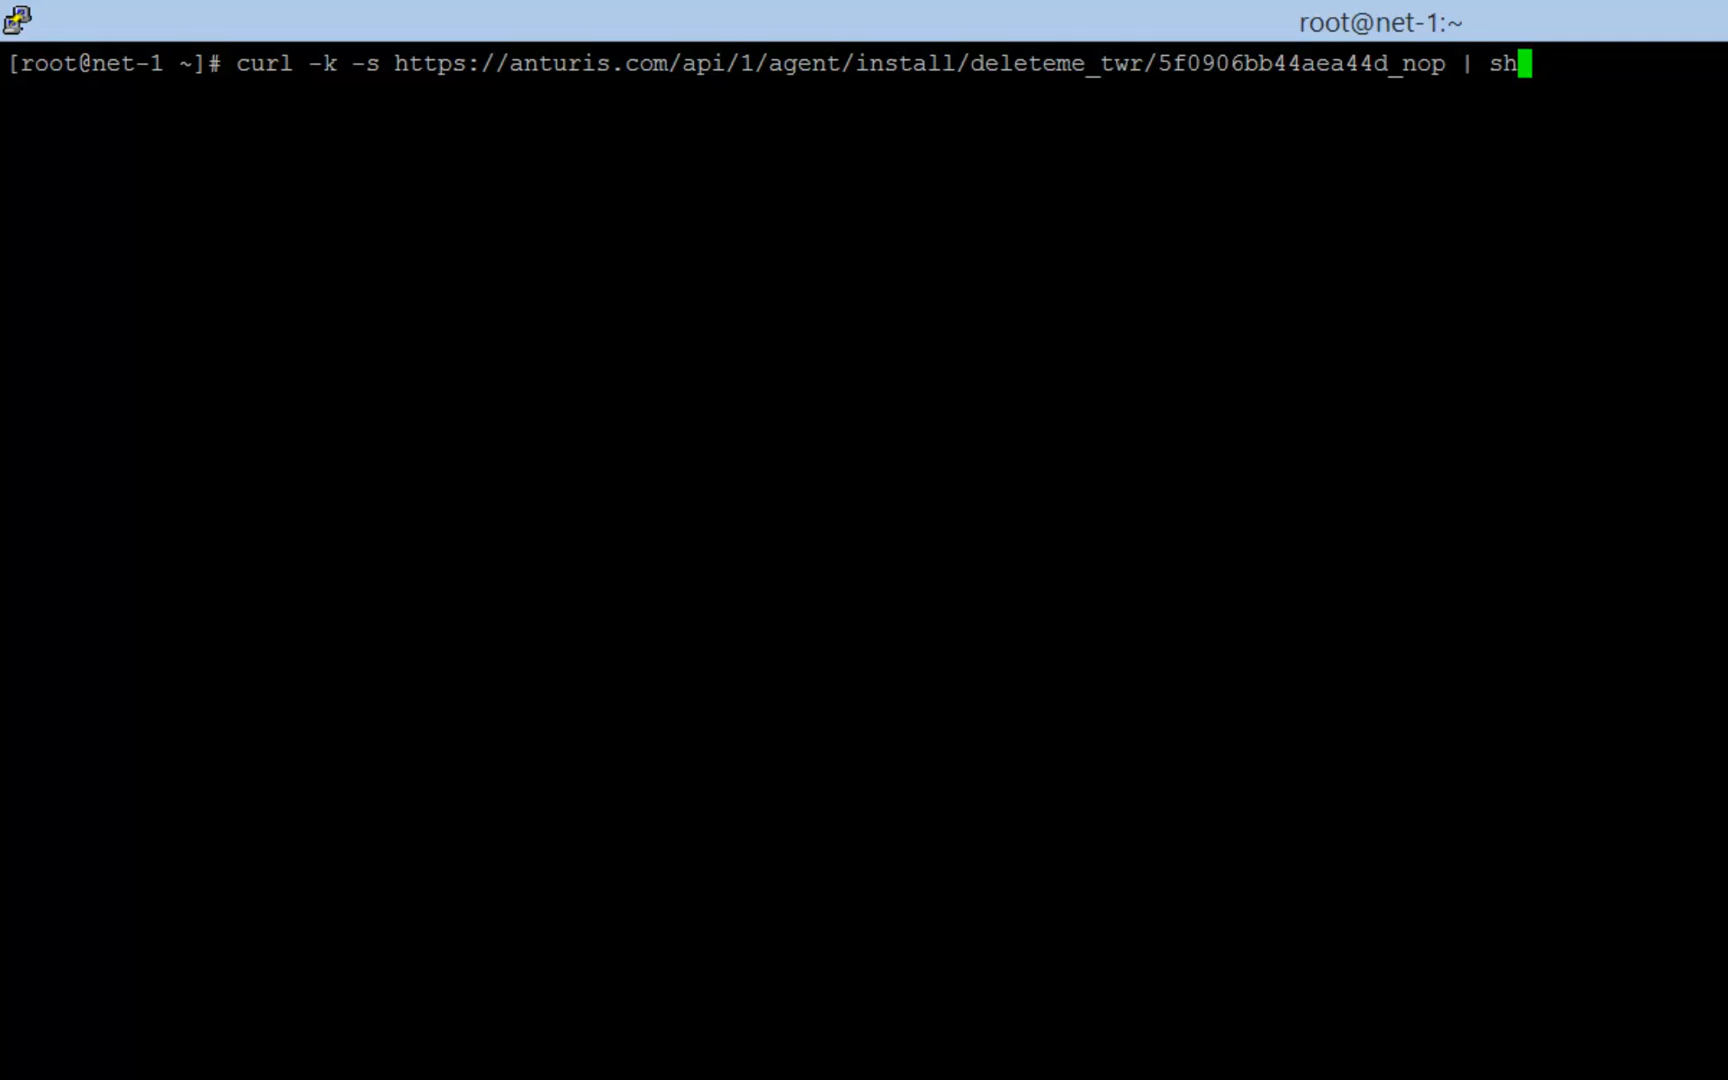 root@net-1:~
[root@net-1 ~]# curl -k -s https://anturis.com/api/1/agent/install/deleteme_twr/5f0906bb44aea44d_nop | sh